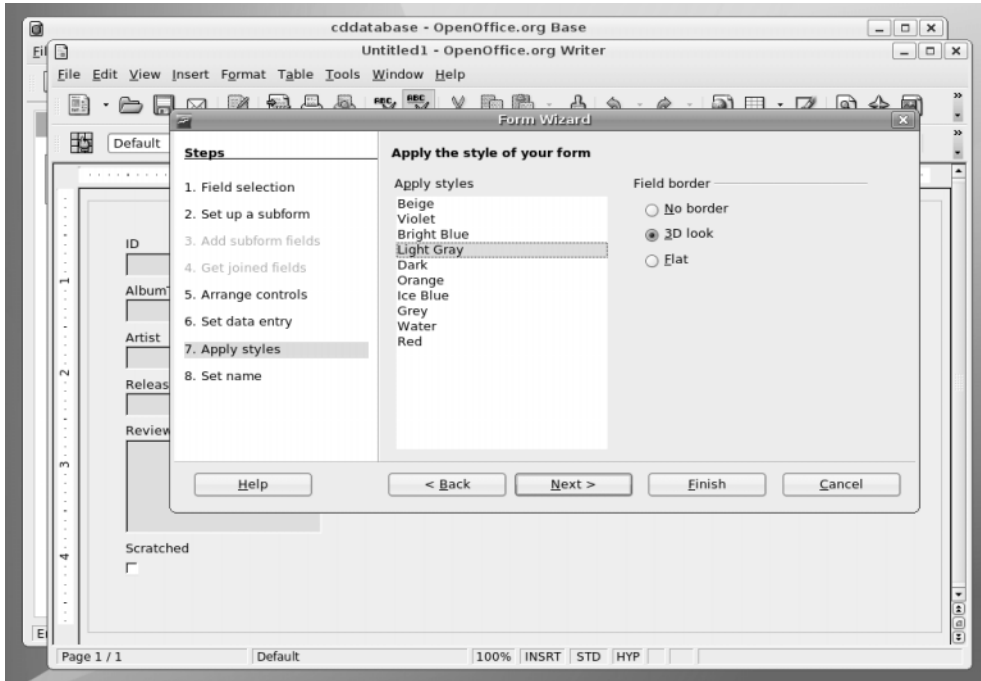 cddatabase - OpenOffice.org Base
Untitled1 - OpenOffice.org Writer
File Edit View Insert Format Table Tools Window Help
Form Wizard
Default
Steps
1. Field selection
2. Set up a subform
3. Add subform fields
4. Get joined fields
5. Arrange controls
6. Set data entry
7. Apply styles
8. Set name
Apply the style of your form
Apply styles
Beige
Violet
Bright Blue
Light Gray
Dark
Orange
Ice Blue
Grey
Water
Red
Field border
No border
3D look
Flat
Help
< Back
Next >
Finish
Cancel
ID
Artist
Scratched
1
2
3
4
Page 1 / 1
Default
100%
INSRT
STD
HYP